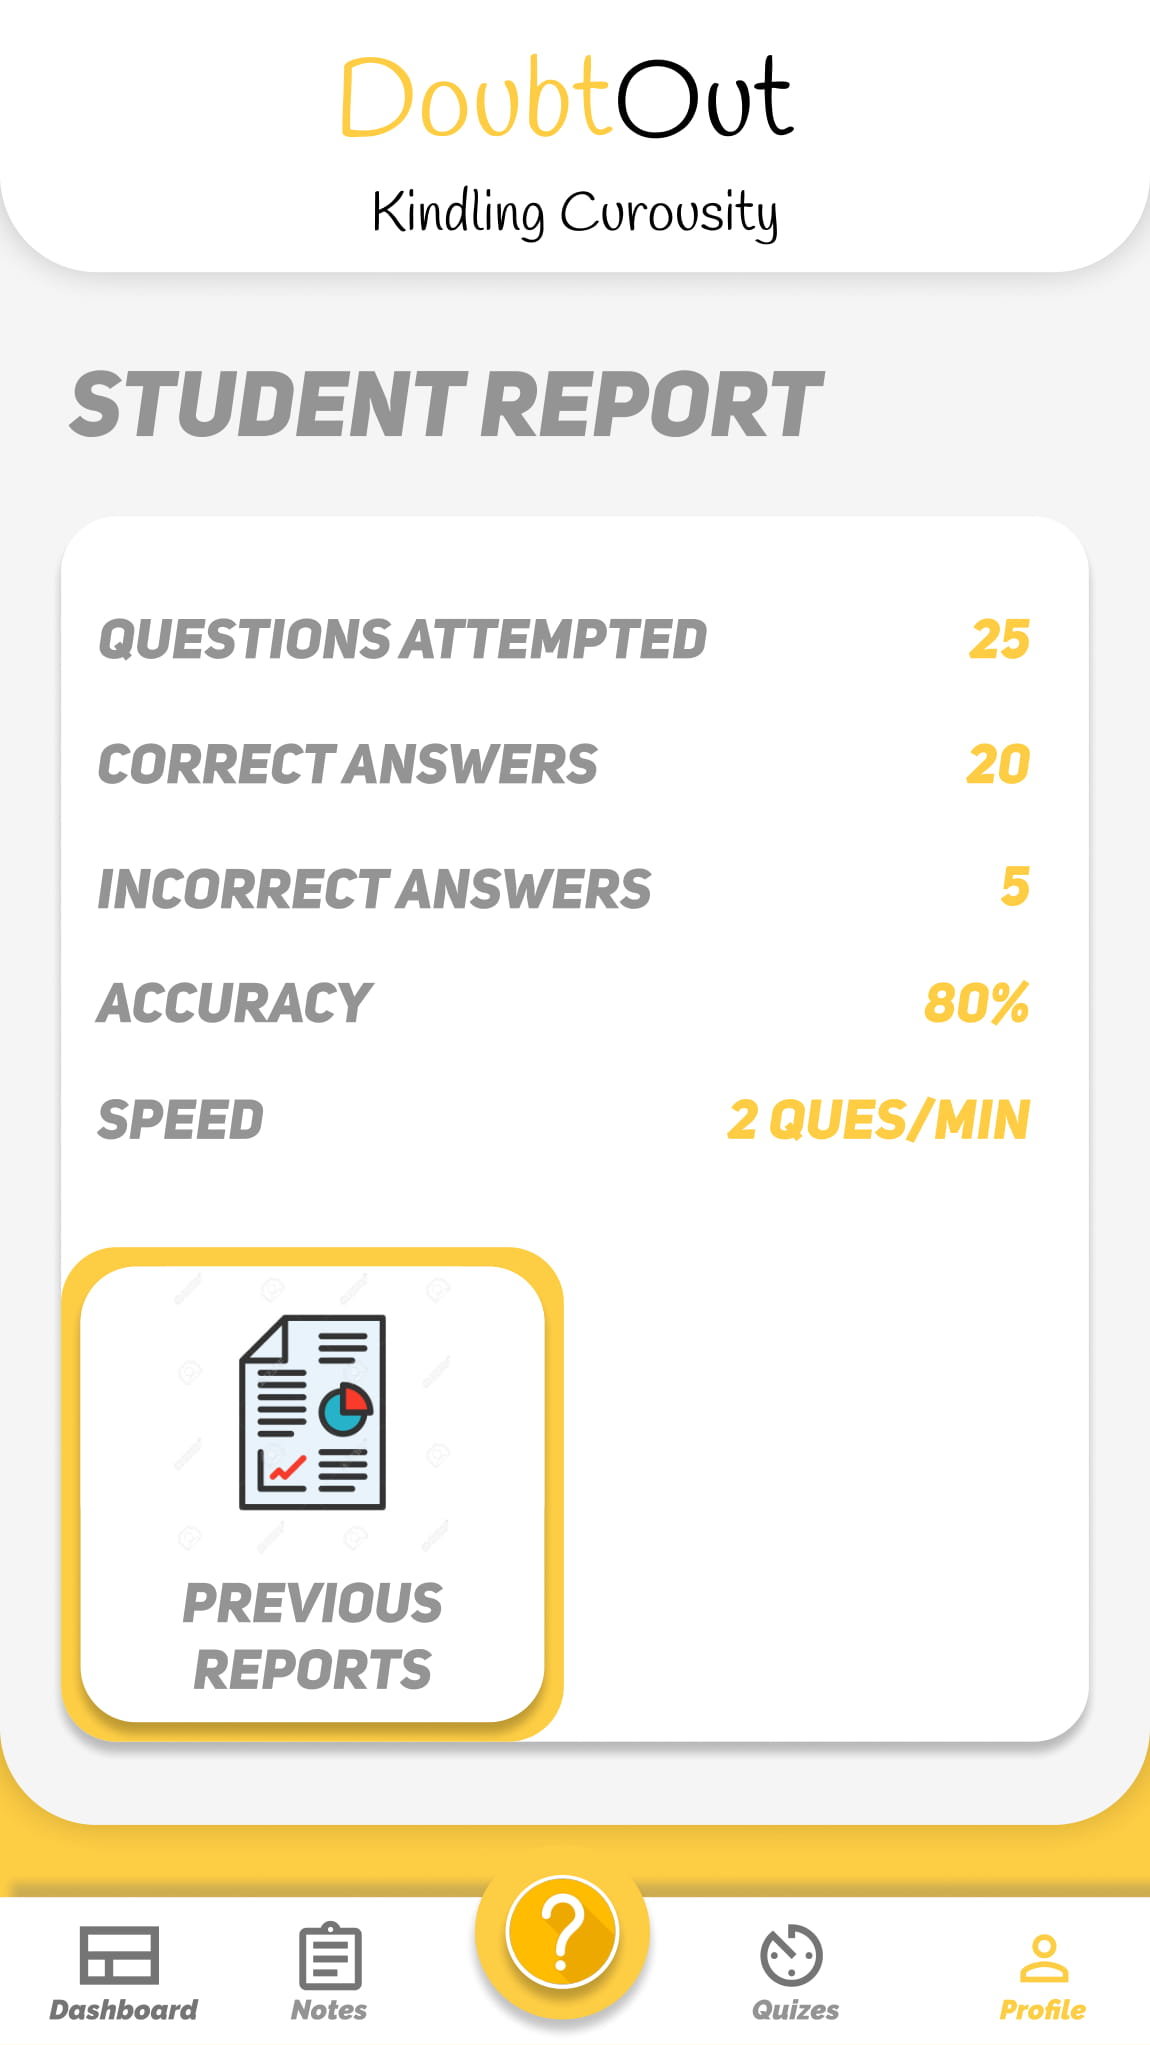 DoubtOut
Kindling Curousity
STUDENT REPORT
QUESTIONS ATTEMPTED 25
CORRECT ANSWERS 20
INCORRECT ANSWERS 5
ACCURACY 80%
SPEED 2 QUES/MIN
PREVIOUS
REPORTS
?
Dashboard Notes Quizes Profile